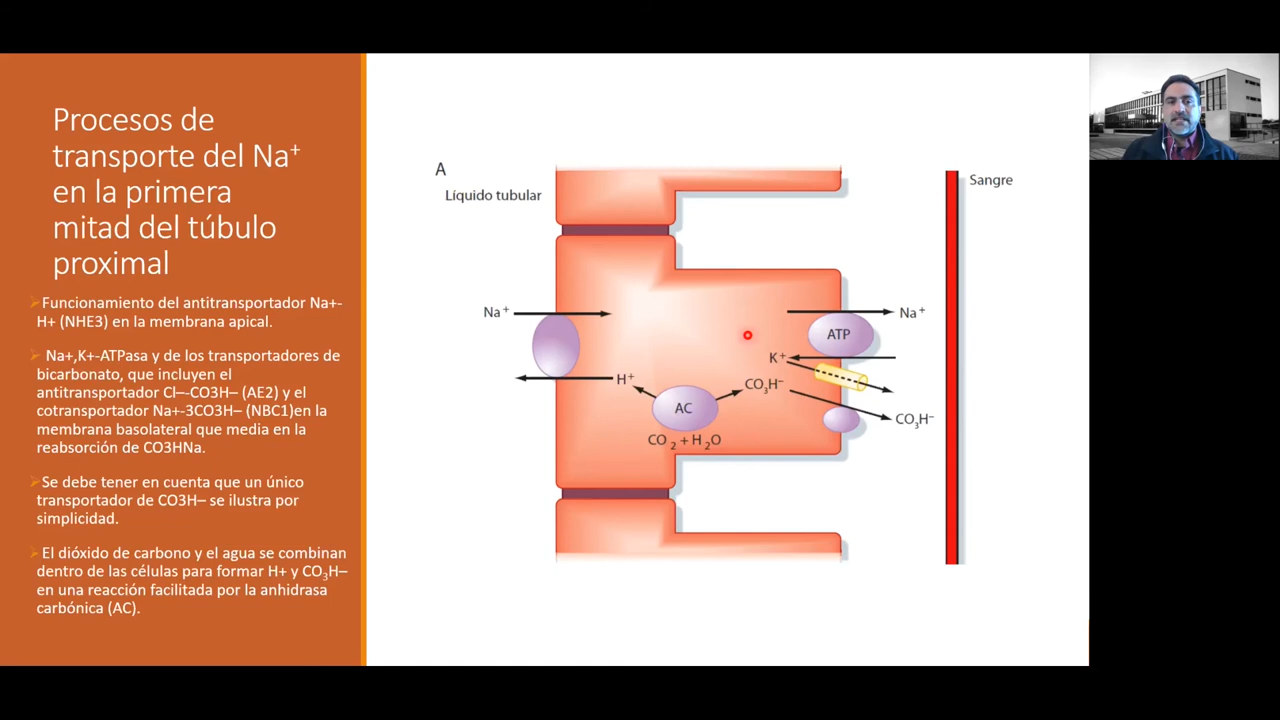 Procesos de
transporte del Na⁺
en la primera
mitad del túbulo
proximal
Funcionamiento del antitransportador Na+-
H+ (NHE3) en la membrana apical.
Na+,K+-ATPasa y de los transportadores de
bicarbonato, que incluyen el
antitransportador Cl–-CO3H– (AE2) y el
cotransportador Na+-3CO3H– (NBC1)en la
membrana basolateral que media en la
reabsorción de CO3HNa.
Se debe tener en cuenta que un único
transportador de CO3H– se ilustra por
simplicidad.
El dióxido de carbono y el agua se combinan
dentro de las células para formar H+ y CO₃H–
en una reacción facilitada por la anhidrasa
carbónica (AC).
A
Líquido tubular
Sangre
Na⁺
Na⁺
ATP
K⁺
H⁺
CO₃H⁻
AC
CO₃H⁻
CO₂ + H₂O